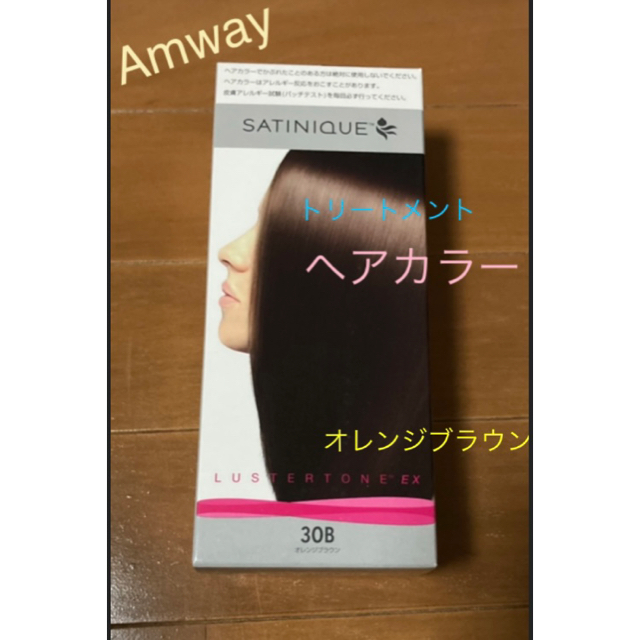 Amway
ヘアカラーでかぶれたことのある方は絶対に使用しないでください。
ヘアカラーはアレルギー反応をおこすことがあります。
皮膚アレルギー試験（パッチテスト）を毎回必ず行ってください。
SATINIQUE™
トリートメント
ヘアカラー
オレンジブラウン
LUSTERTONE™ EX
30B
オレンジブラウン